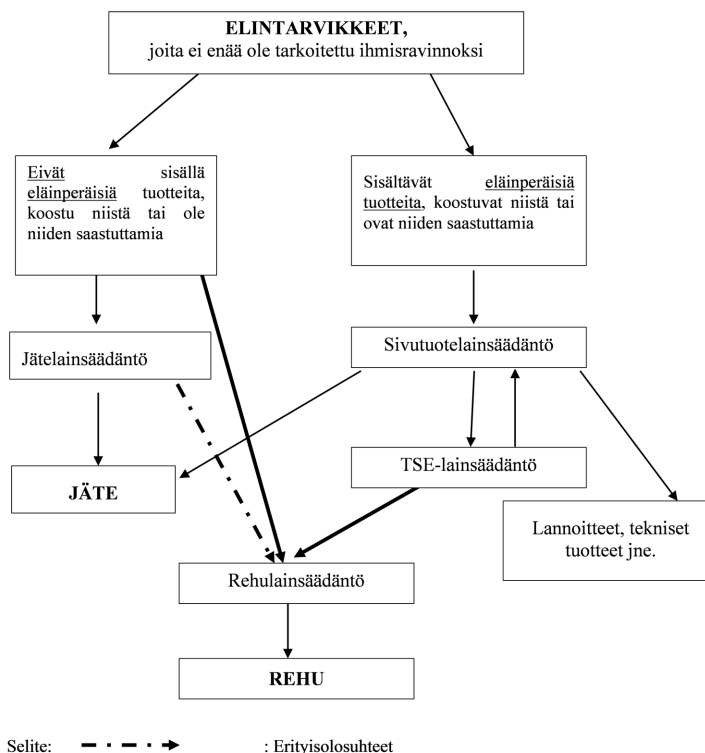 ELINTARVIKKEET,
joita ei enää ole tarkoitettu ihmisravinnoksi
Eivät sisällä
eläinperäisiä tuotteita,
koostu niistä tai ole
niiden saastuttamia
Sisältävät eläinperäisiä
tuotteita, koostuvat niistä tai
ovat niiden saastuttamia
Jätelainsäädäntö
Sivutuotelainsäädäntö
JÄTE
TSE-lainsäädäntö
Lannoitteet, tekniset
tuotteet jne.
Rehulainsäädäntö
REHU
Selite: : Erityisolosuhteet